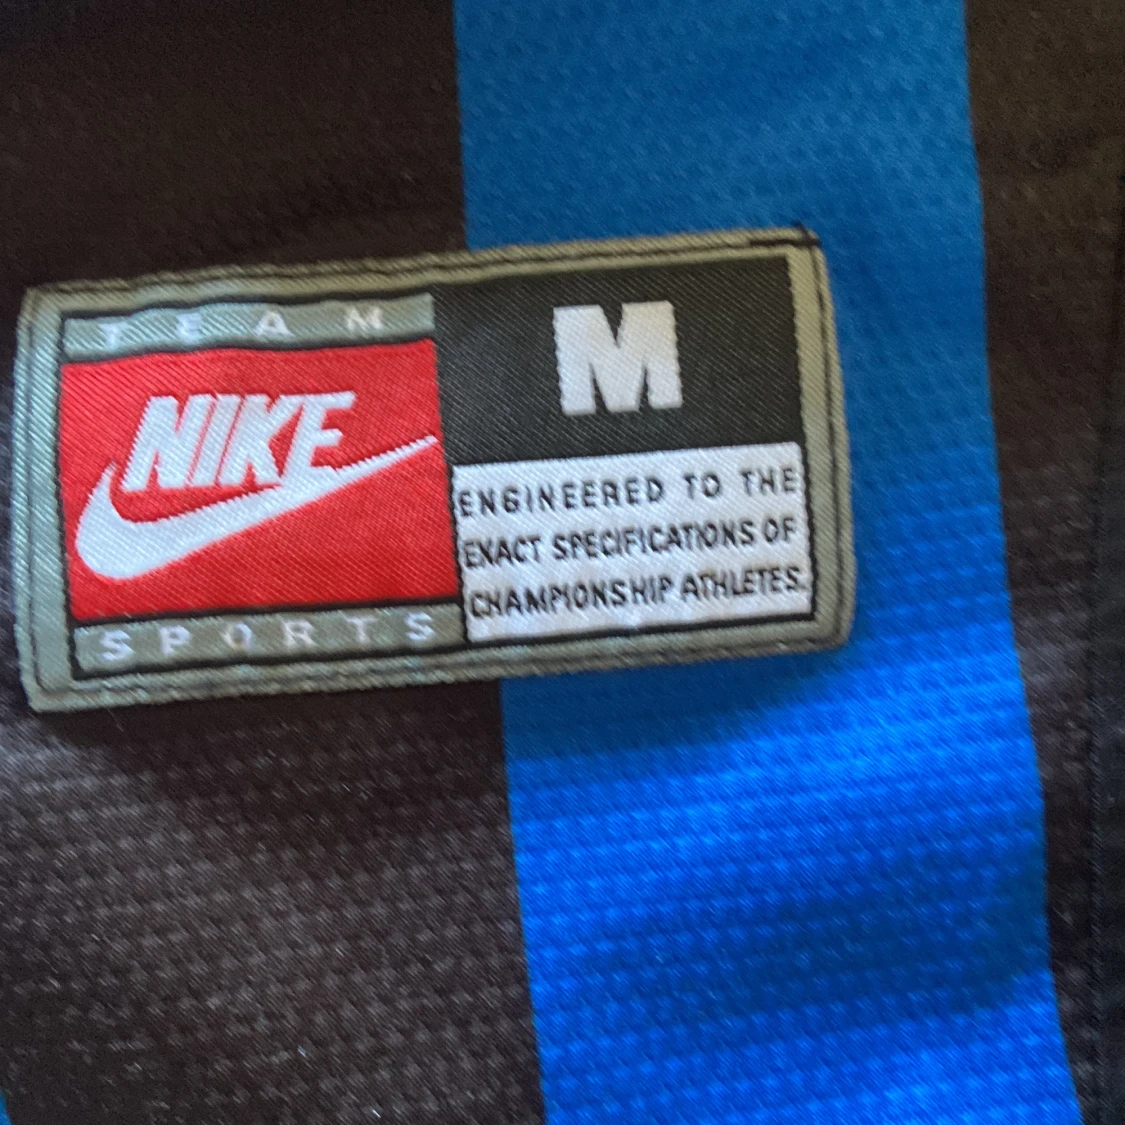 TEAM
NIKE
SPORTS
M
ENGINEERED TO THE
EXACT SPECIFICATIONS OF
CHAMPIONSHIP ATHLETES.